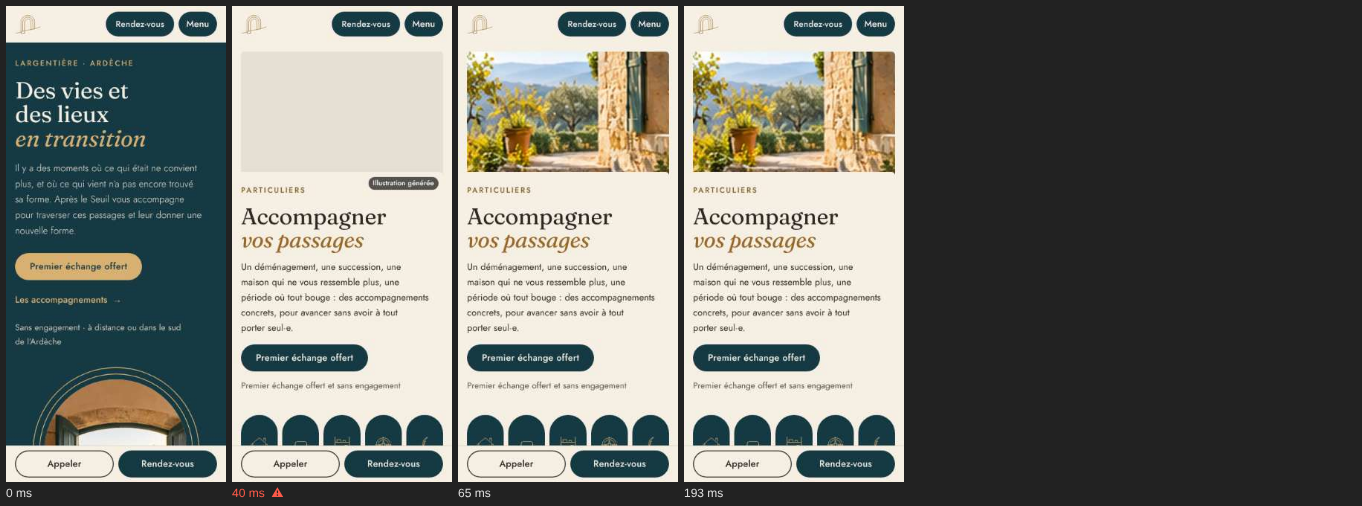 Rendez-vous
Menu
LARGENTIÈRE - ARDÈCHE
Des vies et
des lieux
en transition
Il y a des moments où ce qui était ne convient
plus, et où ce qui vient n'a pas encore trouvé
sa forme. Après le Seuil vous accompagne
pour traverser ces passages et leur donner une
nouvelle forme.
Premier échange offert
Les accompagnements →
Sans engagement - à distance ou dans le sud
de l'Ardèche
Appeler
Rendez-vous
0 ms
Rendez-vous
Menu
Illustration générée
PARTICULIERS
Accompagner
vos passages
Un déménagement, une succession, une
maison qui ne vous ressemble plus, une
période où tout bouge : des accompagnements
concrets, pour avancer sans avoir à tout
porter seul·e.
Premier échange offert
Premier échange offert et sans engagement
Appeler
Rendez-vous
40 ms
Rendez-vous
Menu
PARTICULIERS
Accompagner
vos passages
Un déménagement, une succession, une
maison qui ne vous ressemble plus, une
période où tout bouge : des accompagnements
concrets, pour avancer sans avoir à tout
porter seul·e.
Premier échange offert
Premier échange offert et sans engagement
Appeler
Rendez-vous
65 ms
Rendez-vous
Menu
PARTICULIERS
Accompagner
vos passages
Un déménagement, une succession, une
maison qui ne vous ressemble plus, une
période où tout bouge : des accompagnements
concrets, pour avancer sans avoir à tout
porter seul·e.
Premier échange offert
Premier échange offert et sans engagement
Appeler
Rendez-vous
193 ms